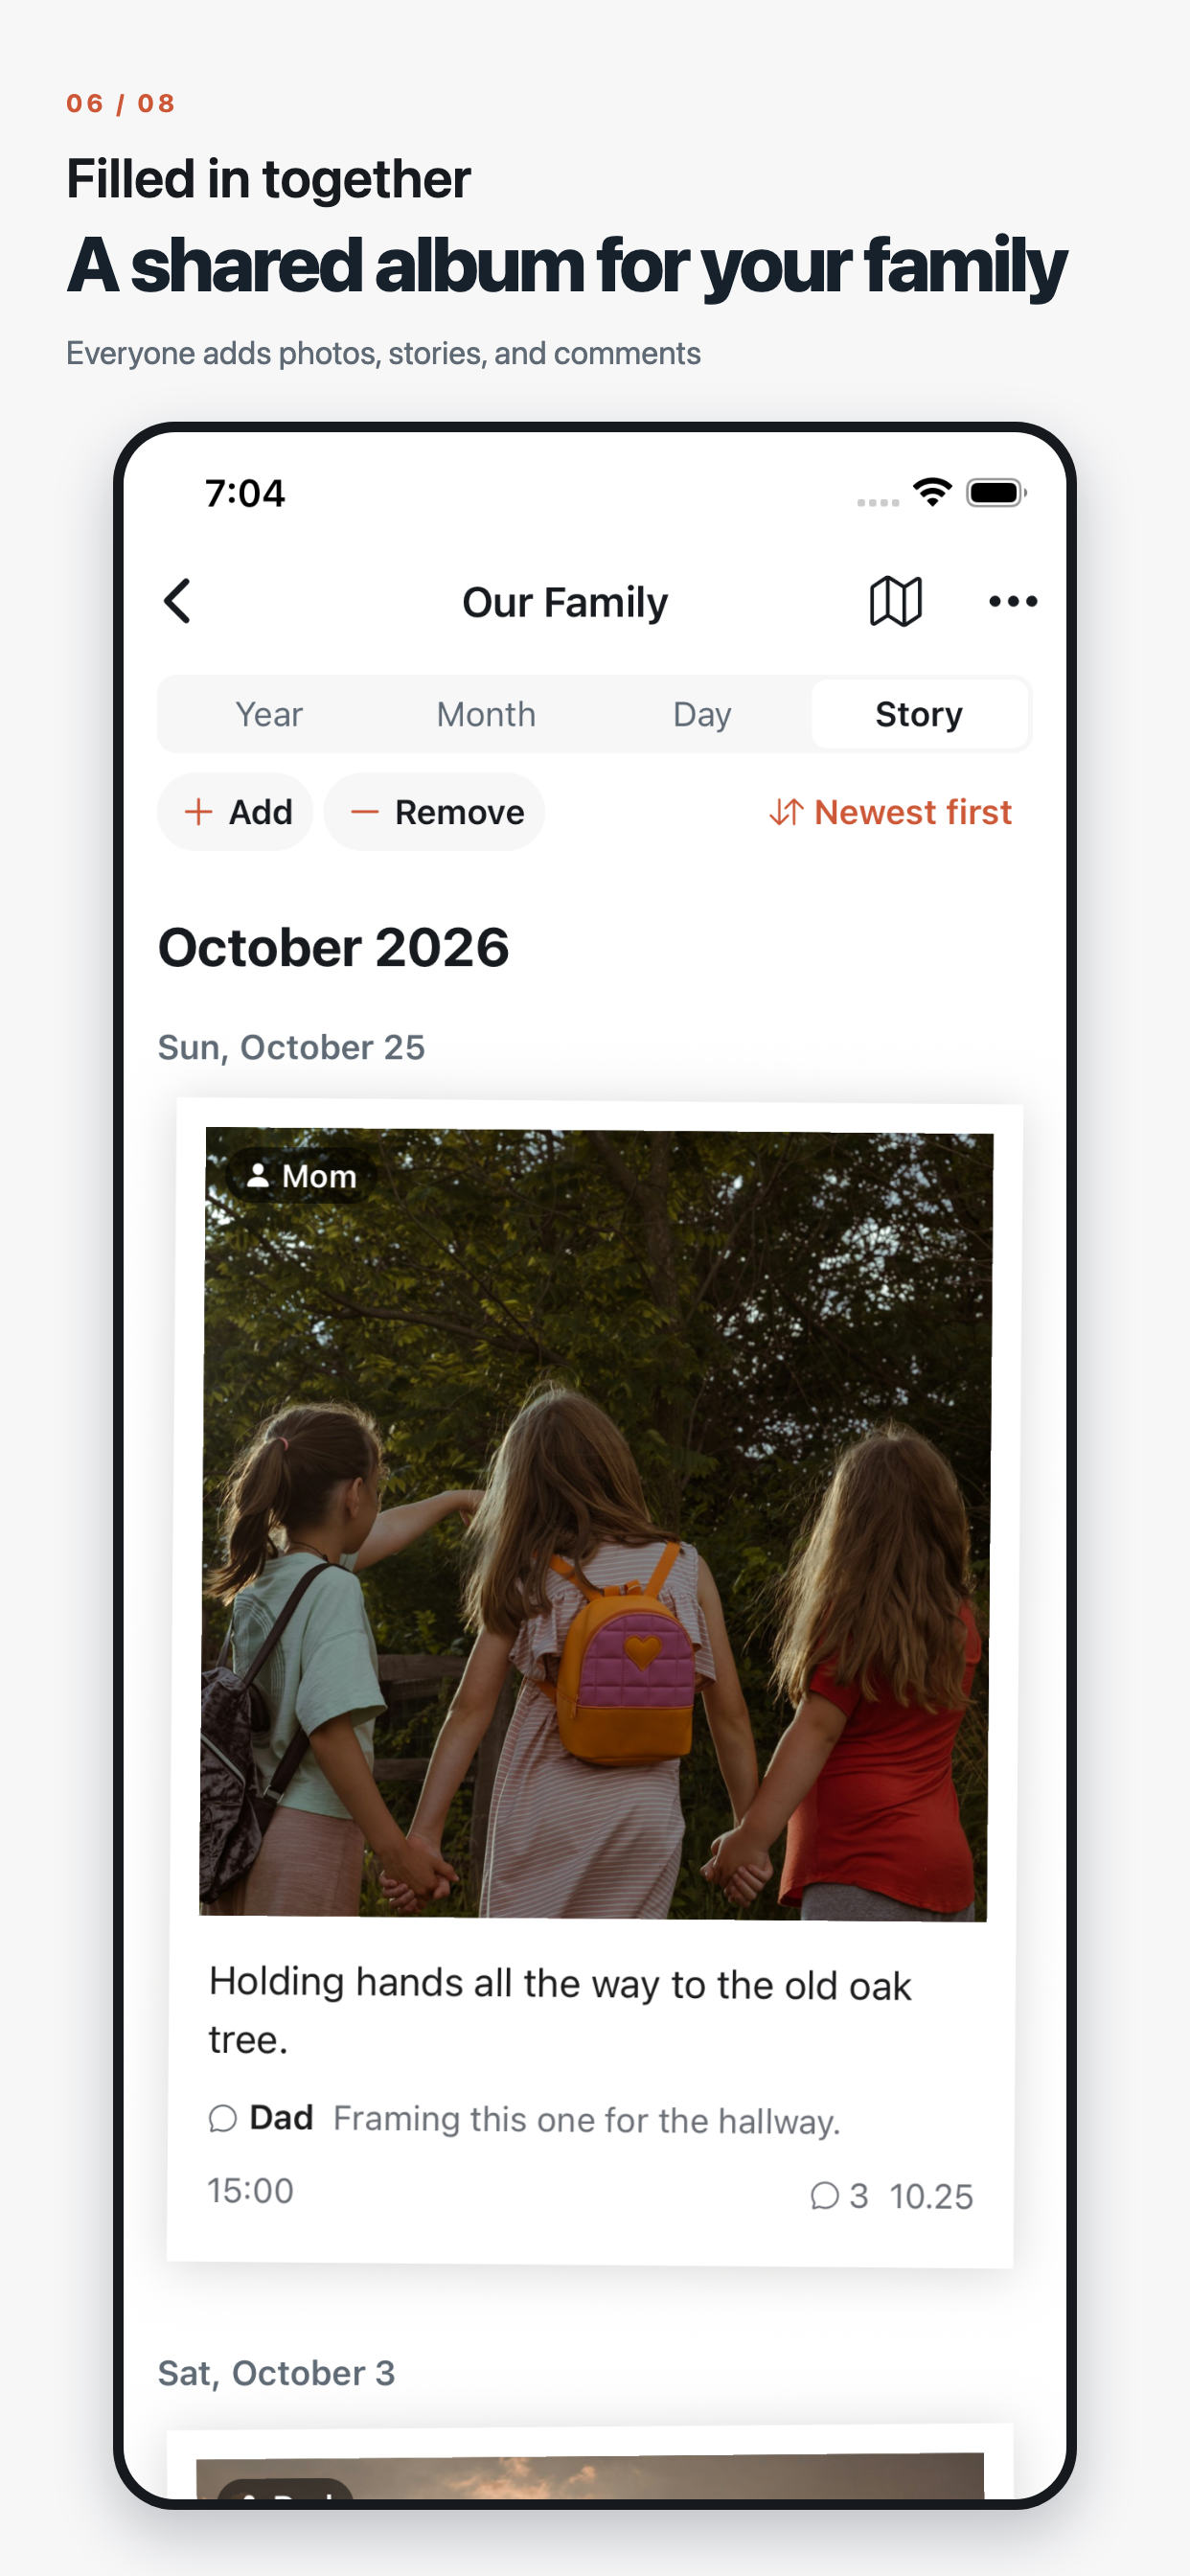 06 / 08
Filled in together
A shared album for your family
Everyone adds photos, stories, and comments
7:04
Our Family
Year Month Day Story
Add Remove Newest first
October 2026
Sun, October 25
Mom
Holding hands all the way to the old oak
tree.
Dad Framing this one for the hallway.
15:00 3 10.25
Sat, October 3